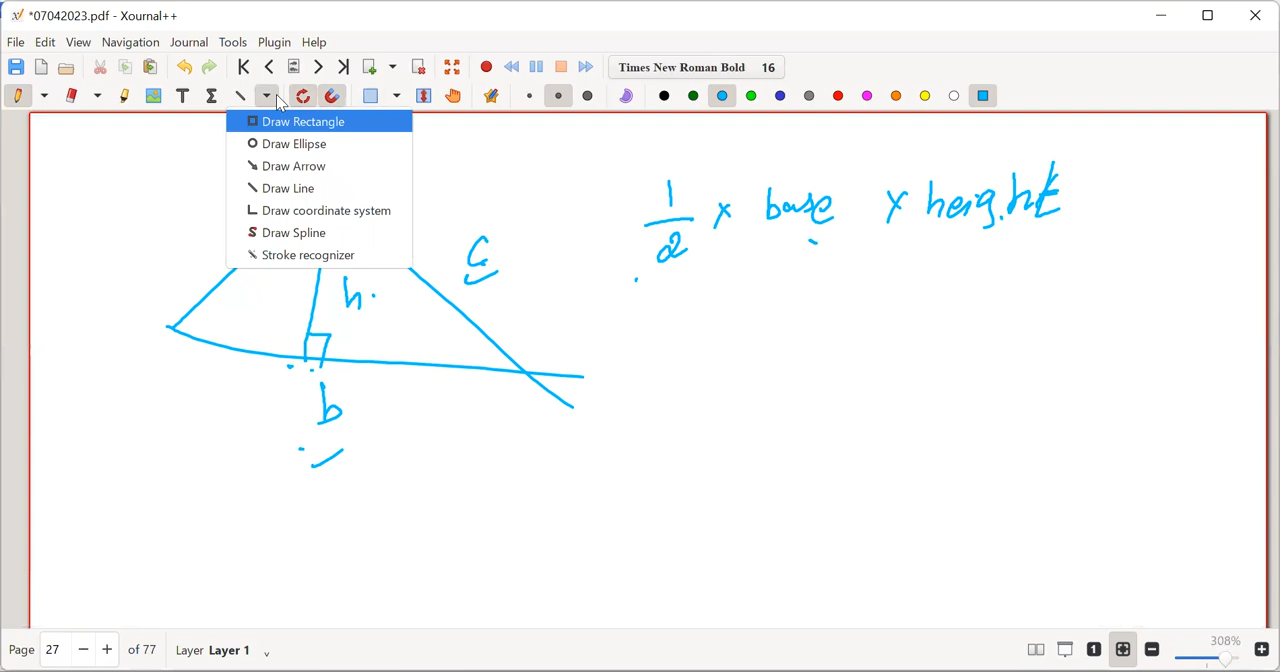 *07042023.pdf - Xournal++
File Edit View Navigation Journal Tools Plugin Help
Times New Roman Bold 16
Draw Rectangle
Draw Ellipse
Draw Arrow
Draw Line
Draw coordinate system
Draw Spline
Stroke recognizer
1/2 x base x height
c
h
b
Page 27 of 77 Layer Layer 1
1
308%